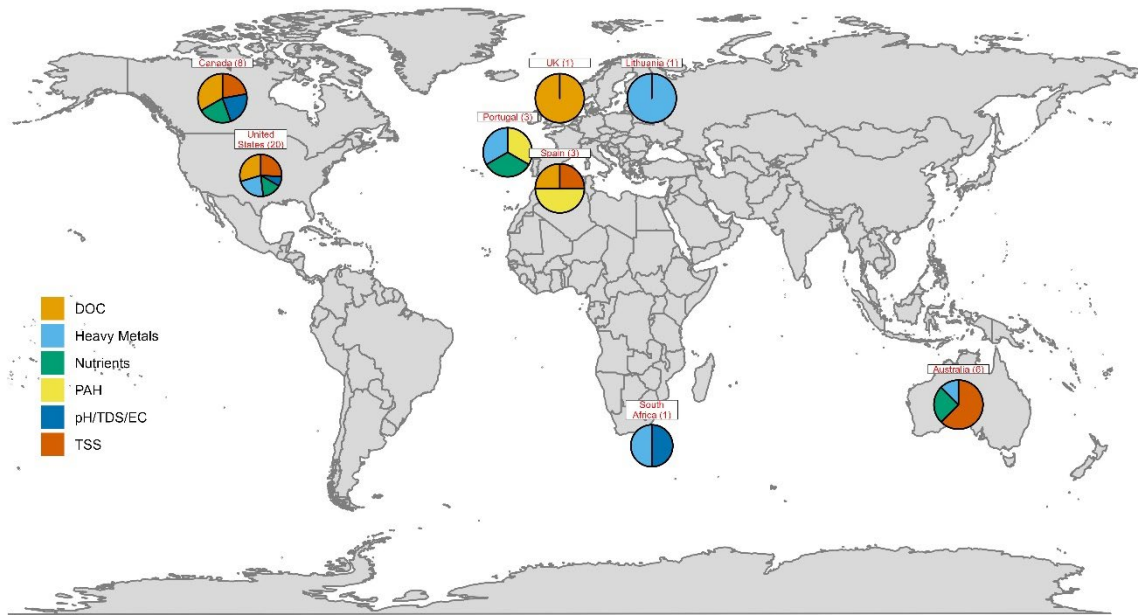 Canada (8)
UK (1)
Lithuania (1)
Portugal (3)
United
States (20)
Spain (3)
DOC
Heavy Metals
Nutrients
PAH
pH/TDS/EC
TSS
Australia (6)
South
Africa (1)